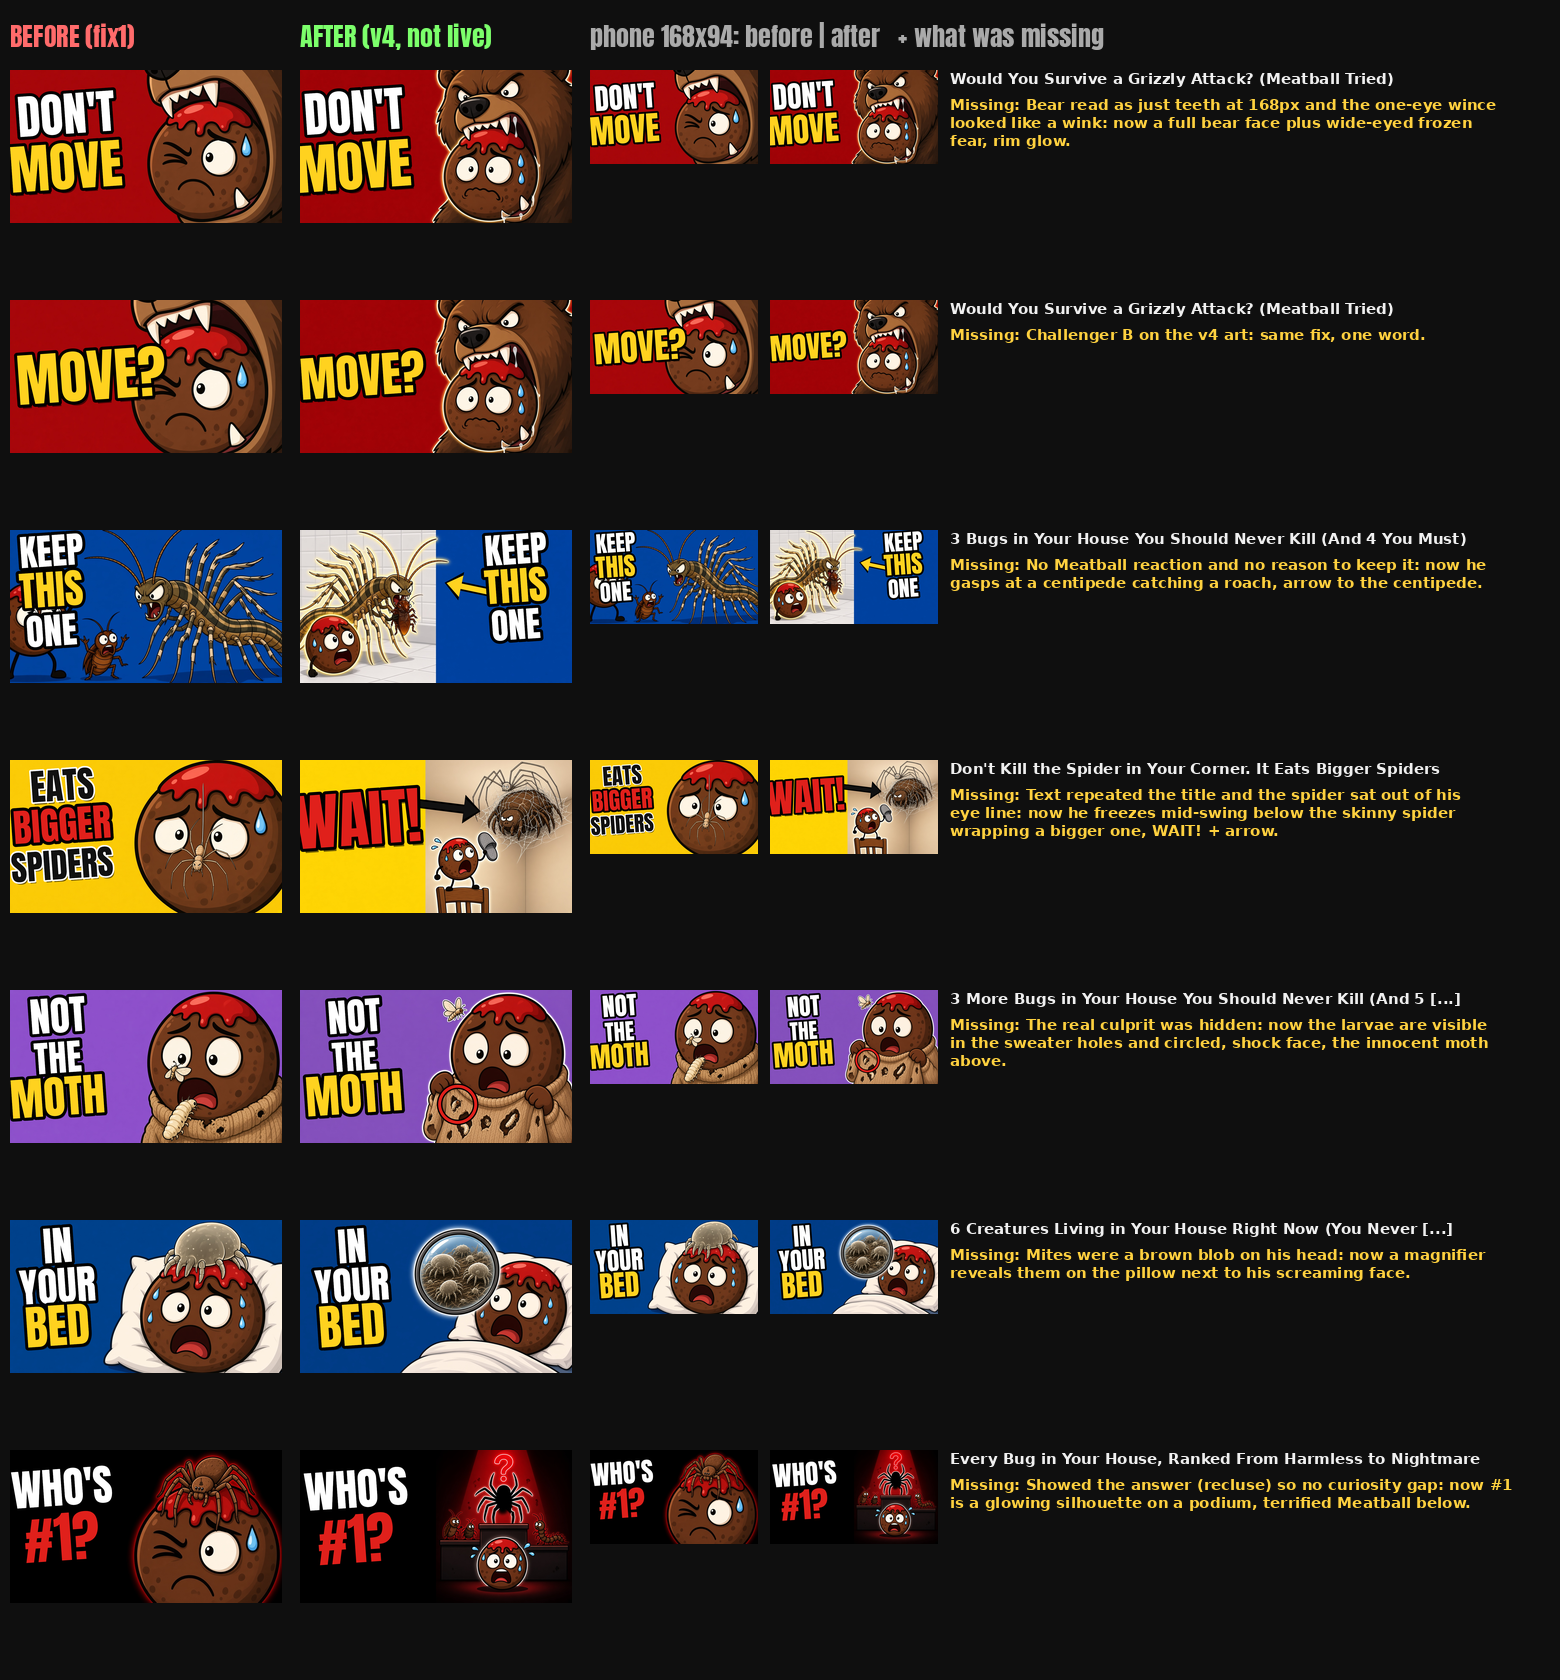 BEFORE (fix1)
AFTER (v4, not live)
phone 168x94: before | after + what was missing
DON'T
MOVE
DON'T
MOVE
DON'T
MOVE
DON'T
MOVE
Would You Survive a Grizzly Attack? (Meatball Tried)
Missing: Bear read as just teeth at 168px and the one-eye wince
looked like a wink: now a full bear face plus wide-eyed frozen
fear, rim glow.
MOVE?
MOVE?
MOVE?
MOVE?
Would You Survive a Grizzly Attack? (Meatball Tried)
Missing: Challenger B on the v4 art: same fix, one word.
KEEP
THIS
ONE
KEEP
THIS
ONE
KEEP
THIS
ONE
KEEP
THIS
ONE
3 Bugs in Your House You Should Never Kill (And 4 You Must)
Missing: No Meatball reaction and no reason to keep it: now he
gasps at a centipede catching a roach, arrow to the centipede.
EATS
BIGGER
SPIDERS
WAIT!
EATS
BIGGER
SPIDERS
WAIT!
Don't Kill the Spider in Your Corner. It Eats Bigger Spiders
Missing: Text repeated the title and the spider sat out of his
eye line: now he freezes mid-swing below the skinny spider
wrapping a bigger one, WAIT! + arrow.
NOT
THE
MOTH
NOT
THE
MOTH
NOT
THE
MOTH
NOT
THE
MOTH
3 More Bugs in Your House You Should Never Kill (And 5 [...]
Missing: The real culprit was hidden: now the larvae are visible
in the sweater holes and circled, shock face, the innocent moth
above.
IN
YOUR
BED
IN
YOUR
BED
IN
YOUR
BED
IN
YOUR
BED
6 Creatures Living in Your House Right Now (You Never [...]
Missing: Mites were a brown blob on his head: now a magnifier
reveals them on the pillow next to his screaming face.
WHO'S
#1?
WHO'S
#1?
?
WHO'S
#1?
WHO'S
#1?
?
Every Bug in Your House, Ranked From Harmless to Nightmare
Missing: Showed the answer (recluse) so no curiosity gap: now #1
is a glowing silhouette on a podium, terrified Meatball below.